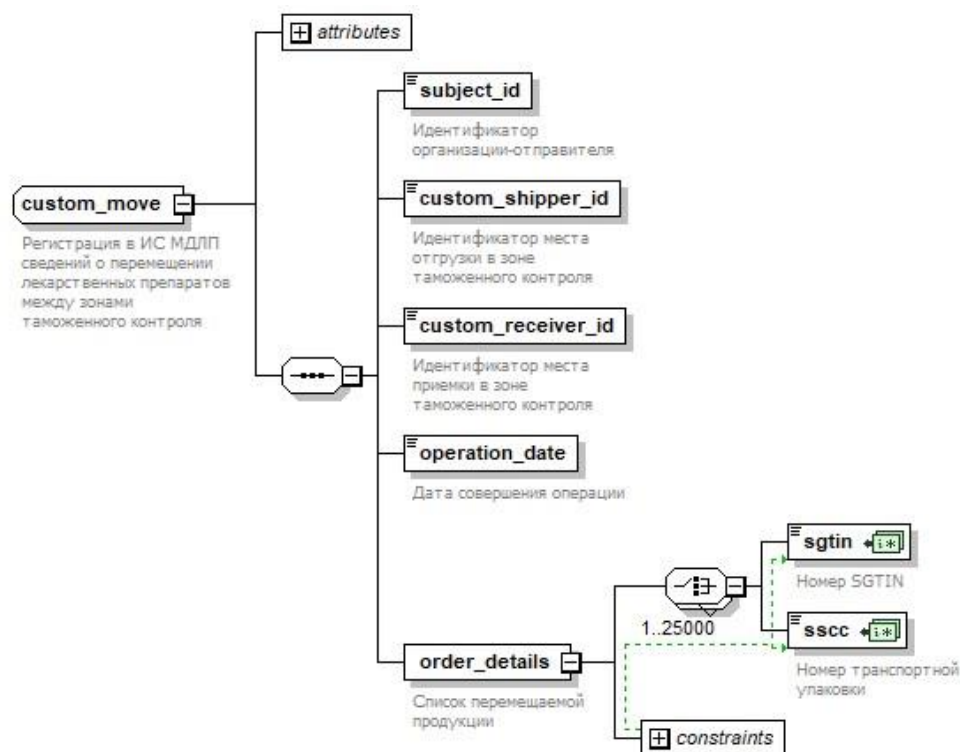 attributes
subject_id
Идентификатор
организации-отправителя
custom_move
Регистрация в ИС МДЛП
сведений о перемещении
лекарственных препаратов
между зонами
таможенного контроля
custom_shipper_id
Идентификатор места
отгрузки в зоне
таможенного контроля
custom_receiver_id
Идентификатор места
приемки в зоне
таможенного контроля
operation_date
Дата совершения операции
sgtin
Номер SGTIN
1..25000
sscc
Номер транспортной
упаковки
order_details
Список перемещаемой
продукции
constraints